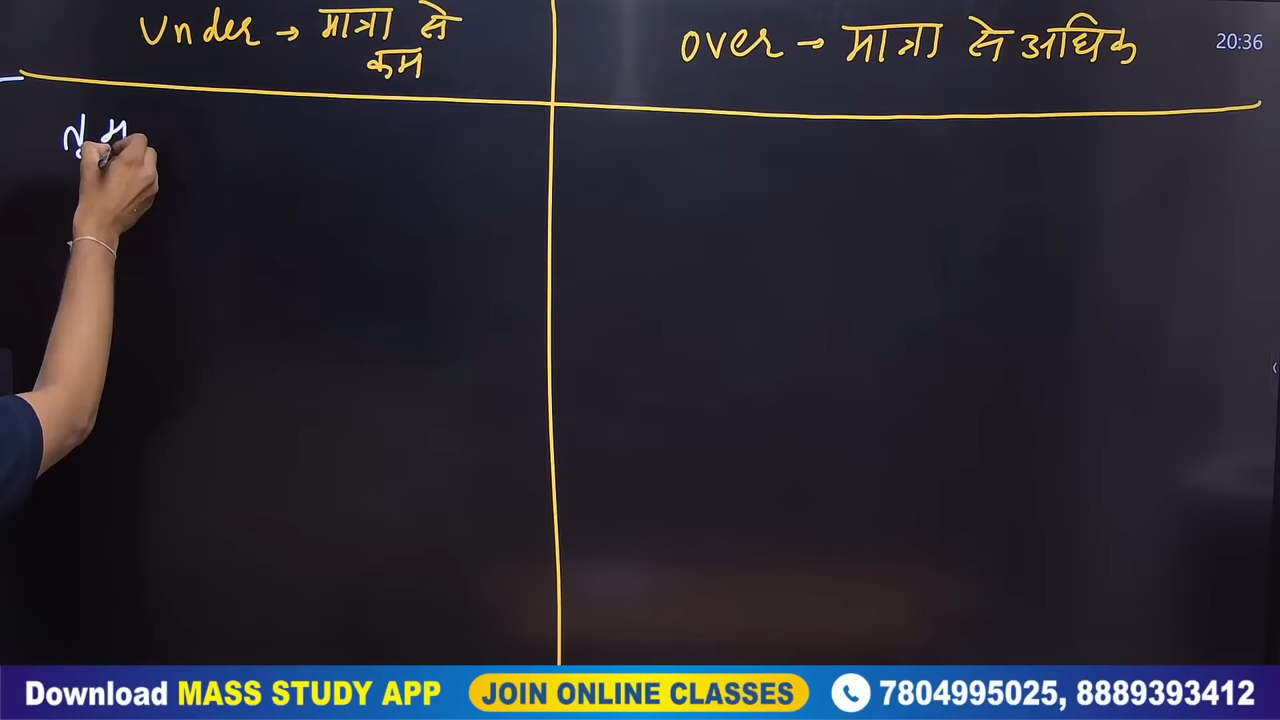 Under → मात्रा से
कम
Over → मात्रा से अधिक
20:36
तुम
Download MASS STUDY APP
JOIN ONLINE CLASSES
7804995025, 8889393412